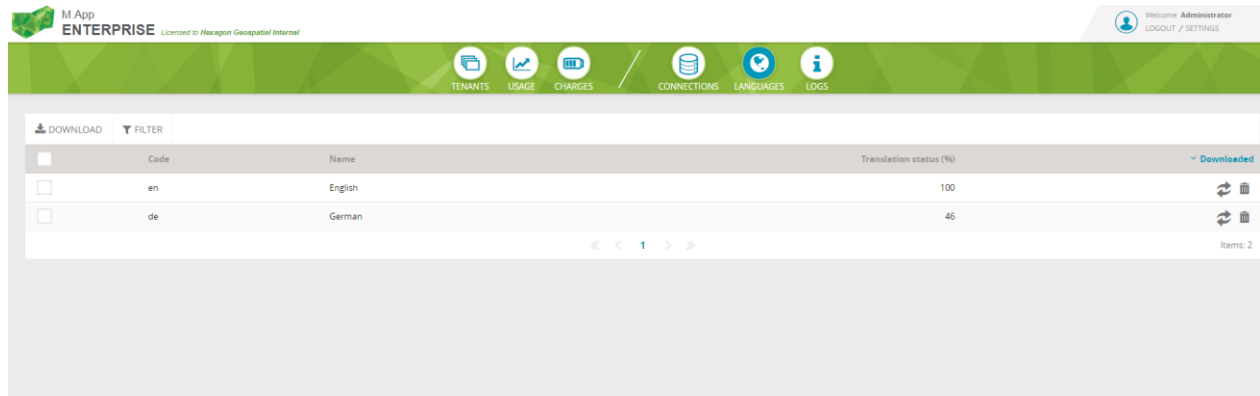 M.App
ENTERPRISE Licensed to Hexagon Geospatial Internal
Welcome Administrator
LOGOUT / SETTINGS
TENANTS USAGE CHARGES CONNECTIONS LANGUAGES LOGS
DOWNLOAD FILTER
Code Name Translation status (%) Downloaded
en English 100
de German 46
1 Items: 2